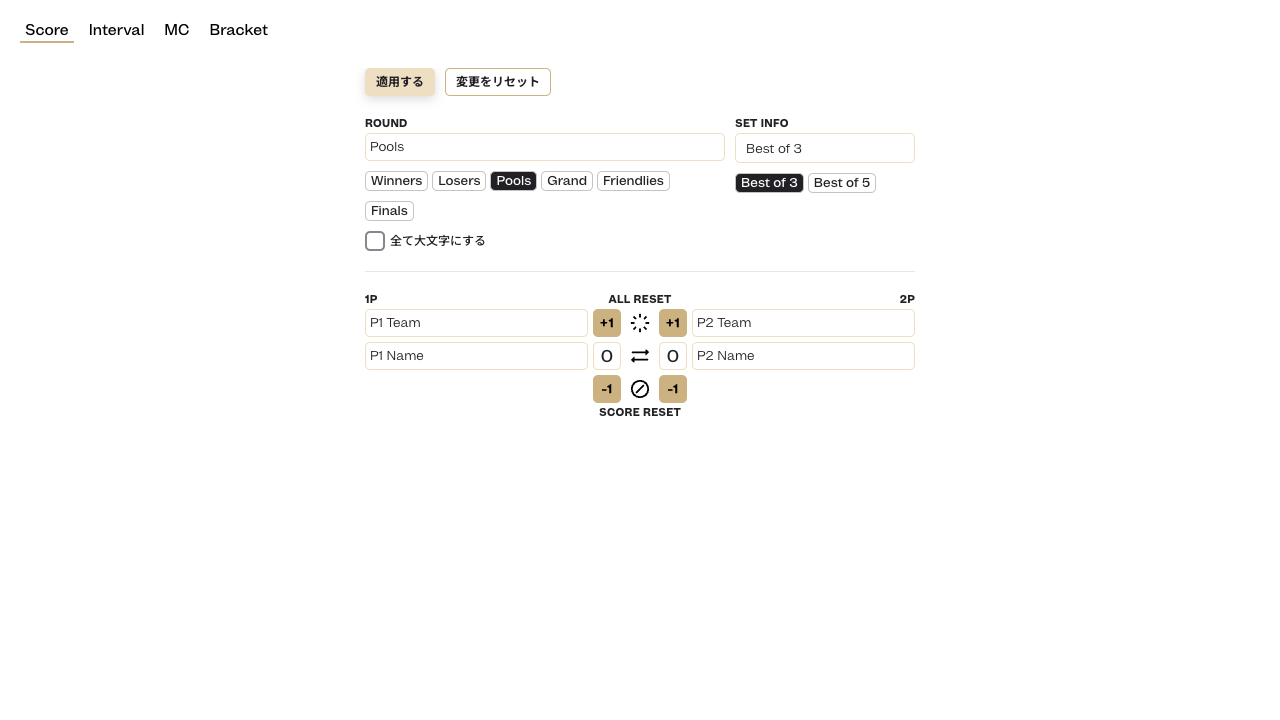 Score Interval MC Bracket
適用する 変更をリセット
ROUND SET INFO
Pools Best of 3
Winners Losers Pools Grand Friendlies Best of 3 Best of 5
Finals
全て大文字にする
1P ALL RESET 2P
P1 Team +1 +1 P2 Team
P1 Name 0 0 P2 Name
-1 -1
SCORE RESET